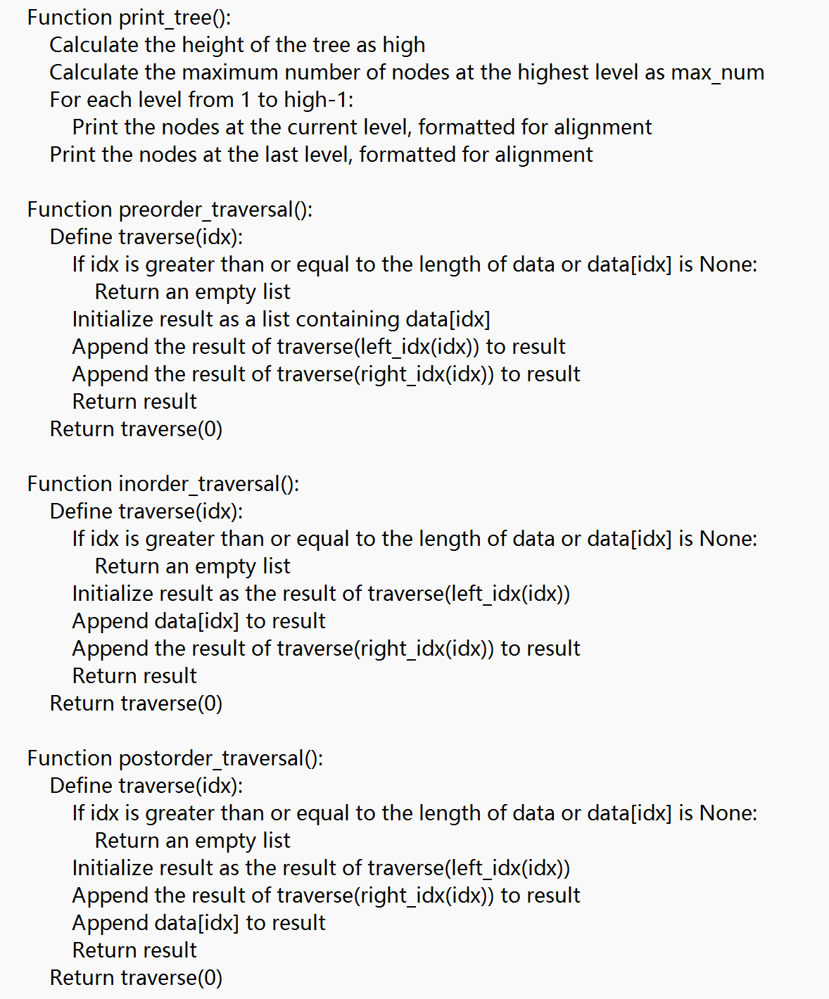 Function print_tree():
Calculate the height of the tree as high
Calculate the maximum number of nodes at the highest level as max_num
For each level from 1 to high-1:
Print the nodes at the current level, formatted for alignment
Print the nodes at the last level, formatted for alignment
Function preorder_traversal():
Define traverse(idx):
If idx is greater than or equal to the length of data or data[idx] is None:
Return an empty list
Initialize result as a list containing data[idx]
Append the result of traverse(left_idx(idx)) to result
Append the result of traverse(right_idx(idx)) to result
Return result
Return traverse(0)
Function inorder_traversal():
Define traverse(idx):
If idx is greater than or equal to the length of data or data[idx] is None:
Return an empty list
Initialize result as the result of traverse(left_idx(idx))
Append data[idx] to result
Append the result of traverse(right_idx(idx)) to result
Return result
Return traverse(0)
Function postorder_traversal():
Define traverse(idx):
If idx is greater than or equal to the length of data or data[idx] is None:
Return an empty list
Initialize result as the result of traverse(left_idx(idx))
Append the result of traverse(right_idx(idx)) to result
Append data[idx] to result
Return result
Return traverse(0)